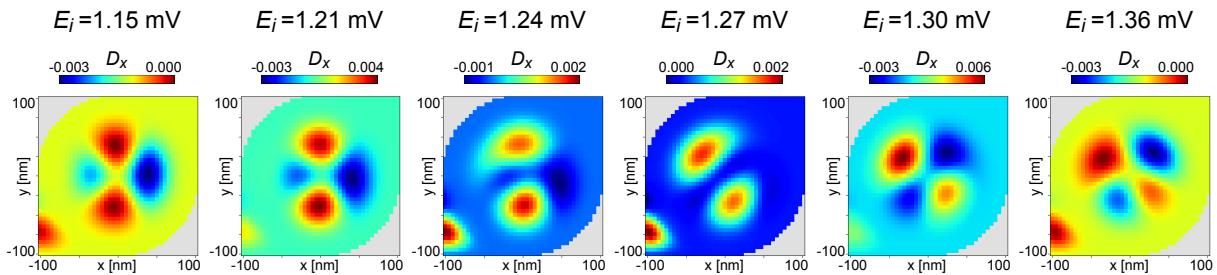 E_i=1.15 mV E_i=1.21 mV E_i=1.24 mV E_i=1.27 mV E_i=1.30 mV E_i=1.36 mV
-0.003 D_x 0.000 -0.003 D_x 0.004 -0.001 D_x 0.002 0.000 D_x 0.002 -0.003 D_x 0.006 -0.003 D_x 0.000
100 100 100 100 100 100
y [nm] y [nm] y [nm] y [nm] y [nm] y [nm]
-100 -100 -100 -100 -100 -100
-100 x [nm] 100 -100 x [nm] 100 -100 x [nm] 100 -100 x [nm] 100 -100 x [nm] 100 -100 x [nm] 100